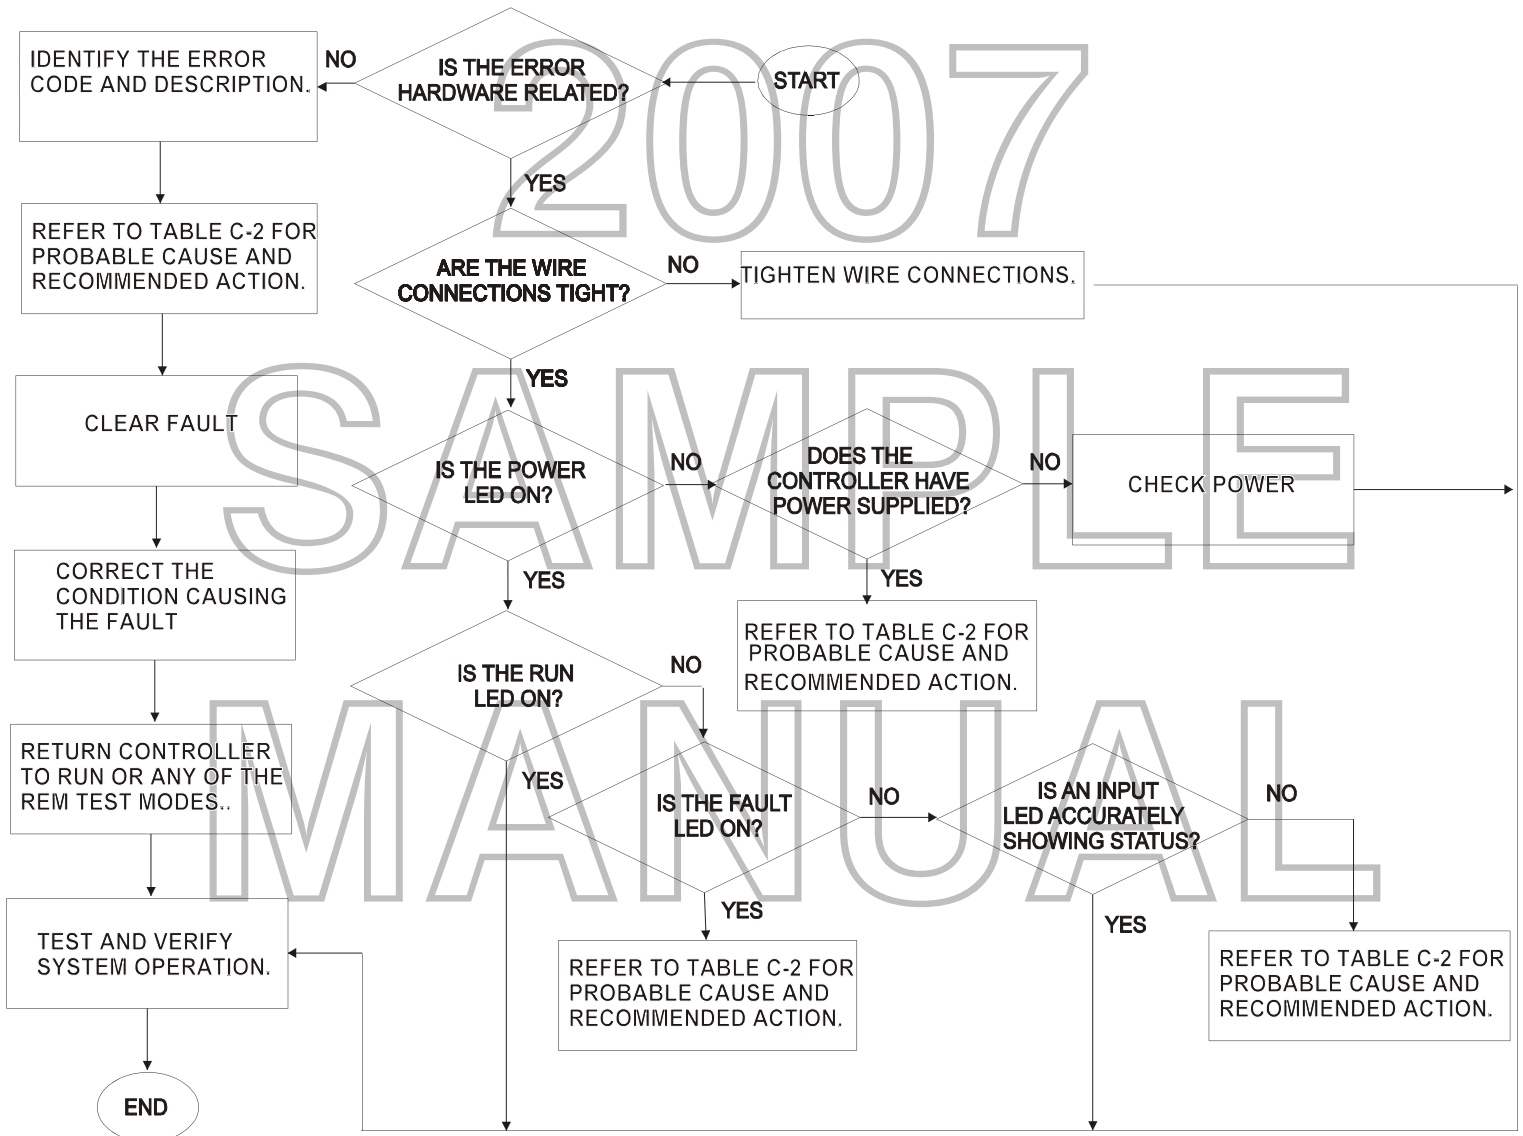 2007
SAMPLE
MANUAL
START
IS THE ERROR
HARDWARE RELATED?
NO
IDENTIFY THE ERROR
CODE AND DESCRIPTION.
REFER TO TABLE C-2 FOR
PROBABLE CAUSE AND
RECOMMENDED ACTION.
CLEAR FAULT
CORRECT THE
CONDITION CAUSING
THE FAULT
RETURN CONTROLLER
TO RUN OR ANY OF THE
REM TEST MODES..
TEST AND VERIFY
SYSTEM OPERATION.
END
YES
ARE THE WIRE
CONNECTIONS TIGHT?
NO
TIGHTEN WIRE CONNECTIONS.
YES
IS THE POWER
LED ON?
NO
DOES THE
CONTROLLER HAVE
POWER SUPPLIED?
NO
CHECK POWER
YES
REFER TO TABLE C-2 FOR
PROBABLE CAUSE AND
RECOMMENDED ACTION.
YES
IS THE RUN
LED ON?
NO
YES
IS THE FAULT
LED ON?
NO
IS AN INPUT
LED ACCURATELY
SHOWING STATUS?
NO
YES
REFER TO TABLE C-2 FOR
PROBABLE CAUSE AND
RECOMMENDED ACTION.
YES
REFER TO TABLE C-2 FOR
PROBABLE CAUSE AND
RECOMMENDED ACTION.